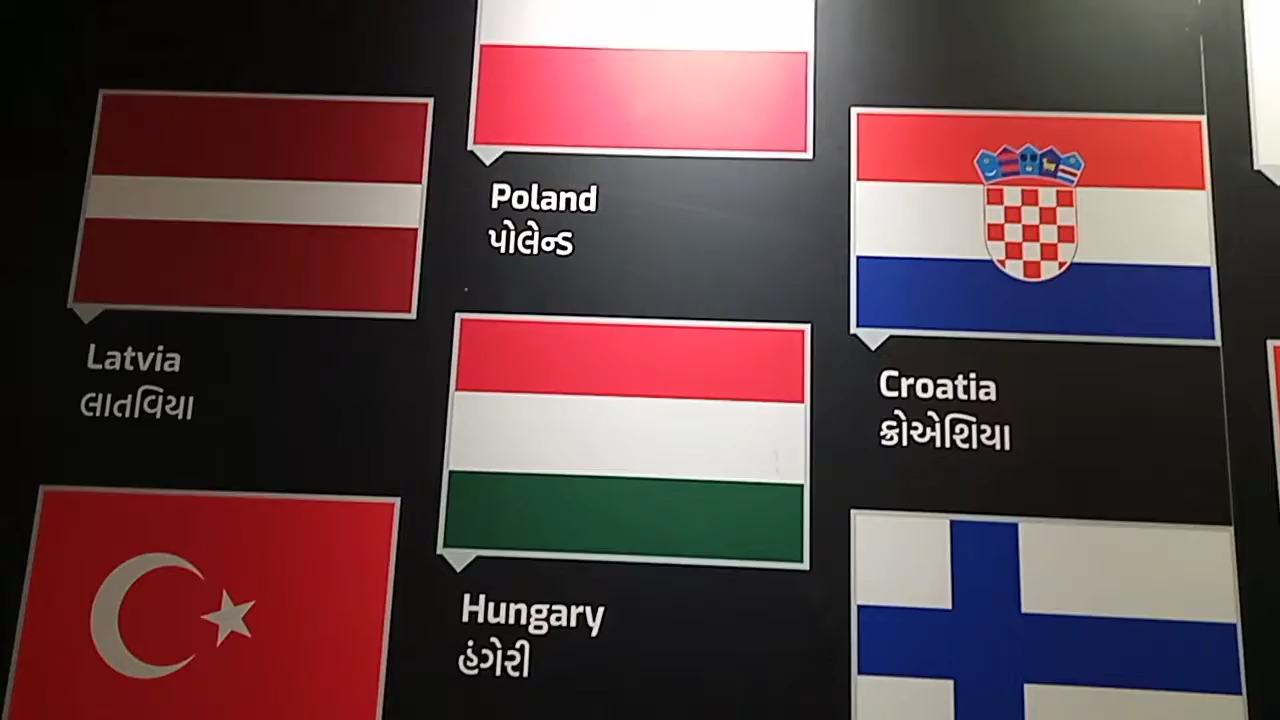 Poland
પોલેન્ડ
Latvia
લાતવિયા
Croatia
ક્રોએશિયા
Hungary
હંગેરી